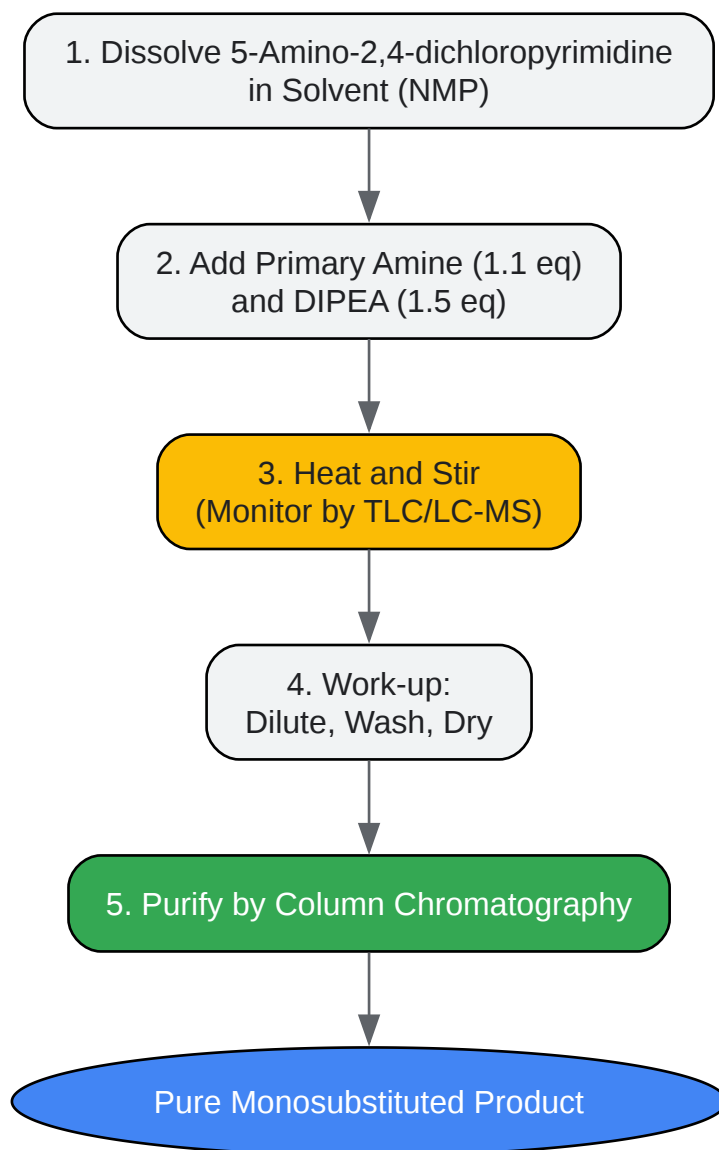 1. Dissolve 5-Amino-2,4-dichloropyrimidine
in Solvent (NMP)
2. Add Primary Amine (1.1 eq)
and DIPEA (1.5 eq)
3. Heat and Stir
(Monitor by TLC/LC-MS)
4. Work-up:
Dilute, Wash, Dry
5. Purify by Column Chromatography
Pure Monosubstituted Product